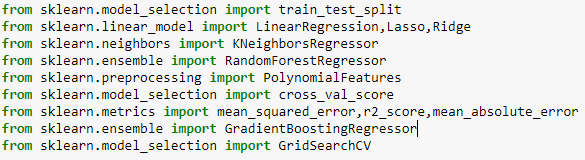 from sklearn.model_selection import train_test_split
from sklearn.linear_model import LinearRegression,Lasso,Ridge
from sklearn.neighbors import KNeighborsRegressor
from sklearn.ensemble import RandomForestRegressor
from sklearn.preprocessing import PolynomialFeatures
from sklearn.model_selection import cross_val_score
from sklearn.metrics import mean_squared_error,r2_score,mean_absolute_error
from sklearn.ensemble import GradientBoostingRegressor
from sklearn.model_selection import GridSearchCV